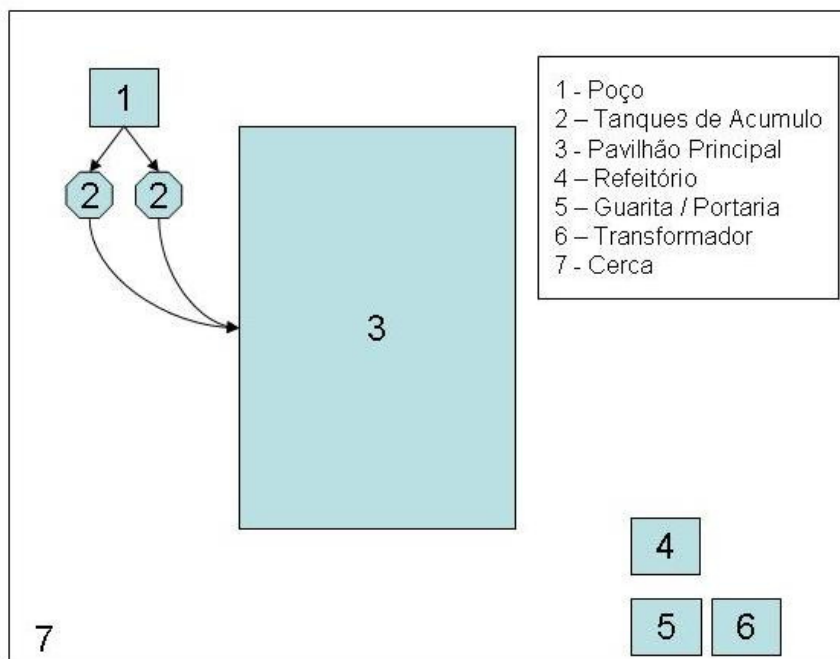 1
2 2
3
1 - Poço
2 – Tanques de Acumulo
3 - Pavilhão Principal
4 – Refeitório
5 – Guarita / Portaria
6 – Transformador
7 - Cerca
4
5 6
7